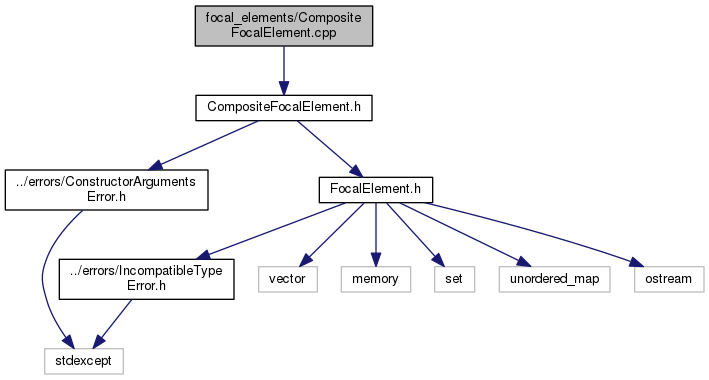 focal_elements/Composite
FocalElement.cpp
CompositeFocalElement.h
../errors/ConstructorArguments
Error.h
FocalElement.h
../errors/IncompatibleType
Error.h
vector
memory
set
unordered_map
ostream
stdexcept